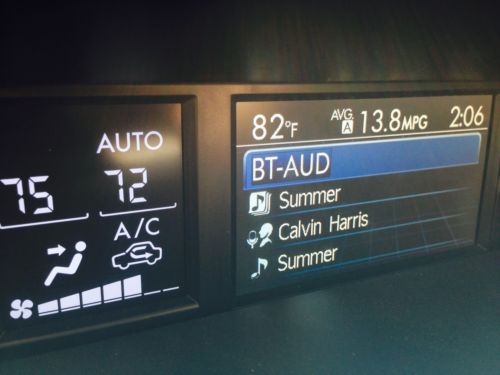 AUTO
75 72
A/C
82°F AVG. A 13.8MPG 2:06
BT-AUD
Summer
Calvin Harris
Summer